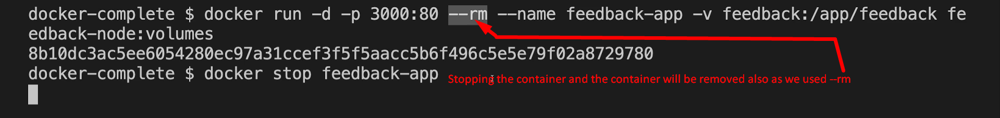 docker-complete $ docker run -d -p 3000:80 --rm --name feedback-app -v feedback:/app/feedback fe
edback-node:volumes
8b10dc3ac5ee6054280ec97a31ccef3f5f5aacc5b6f496c5e5e79f02a8729780
docker-complete $ docker stop feedback-app
Stopping the container and the container will be removed also as we used --rm